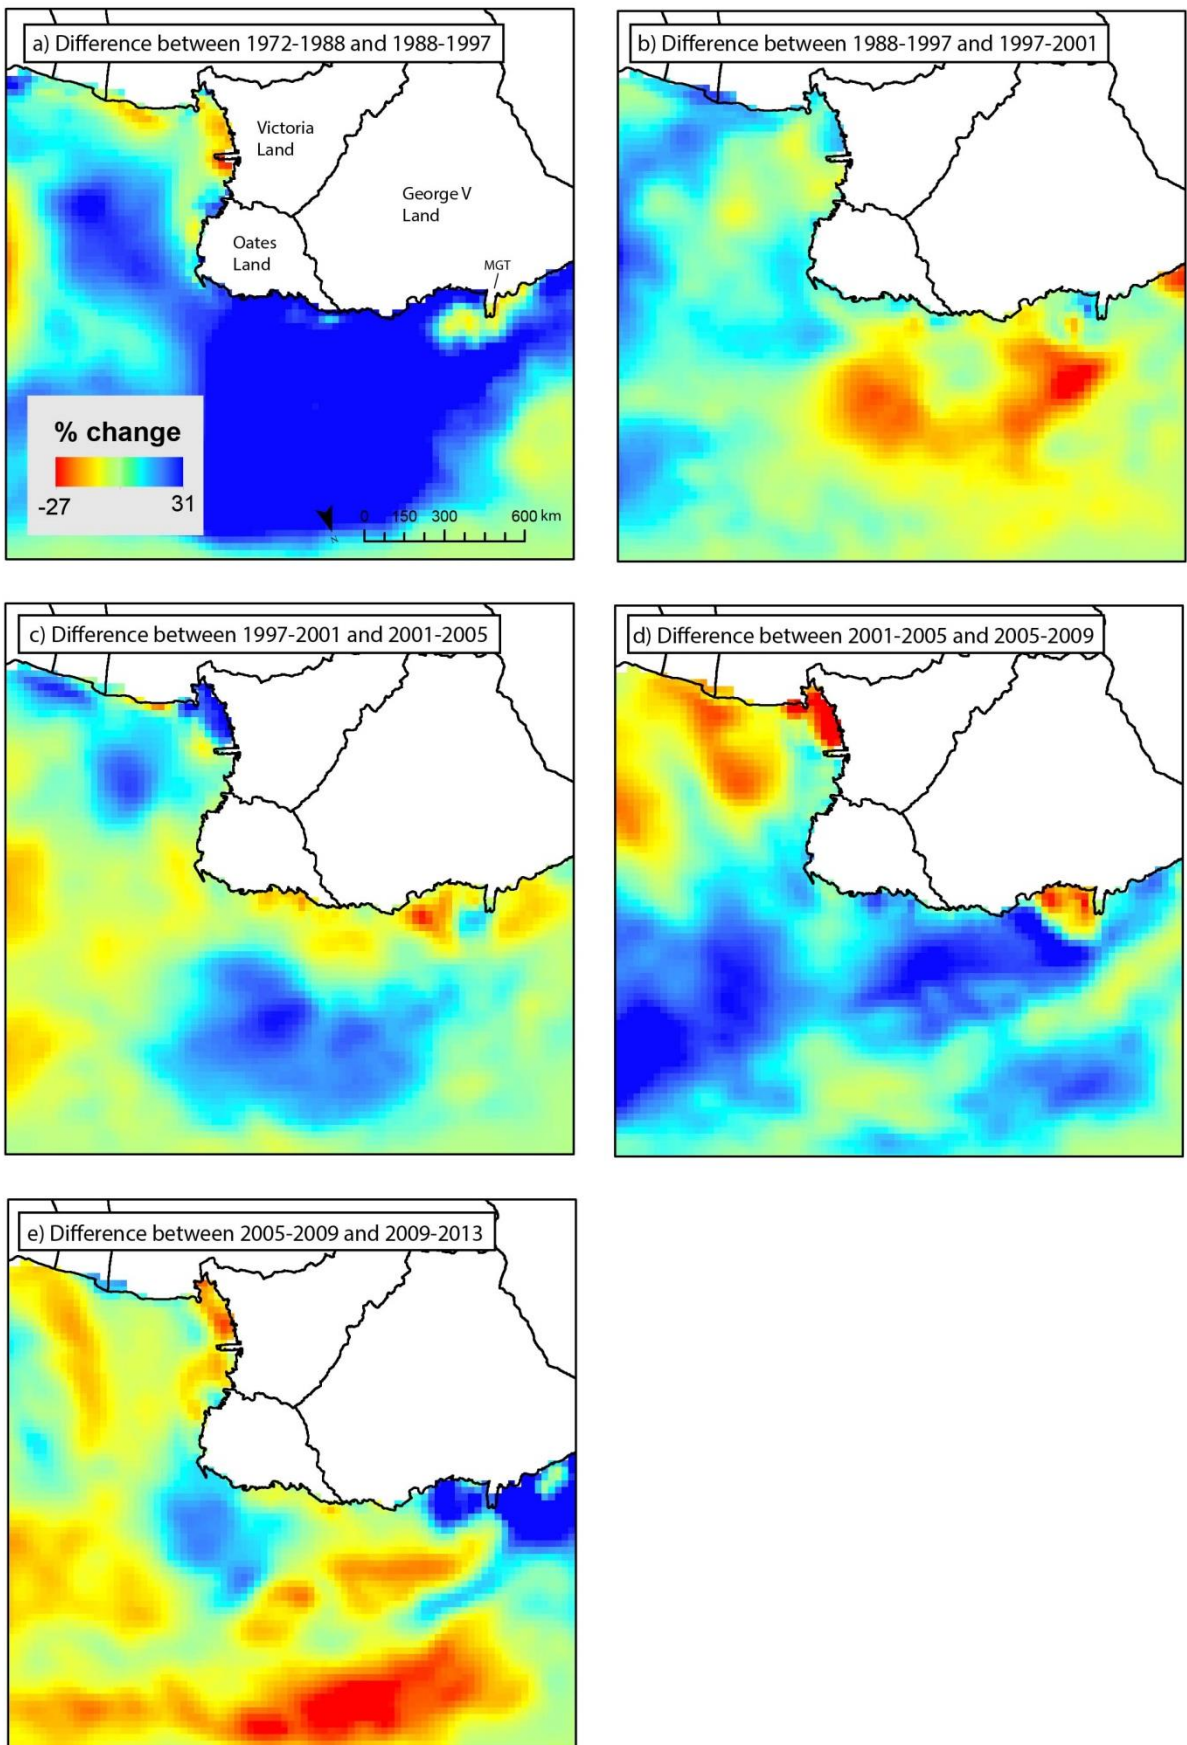 a) Difference between 1972-1988 and 1988-1997
Victoria
Land
George V
Land
Oates
Land
MGT
% change
-27 31
N
0 150 300 600 km
b) Difference between 1988-1997 and 1997-2001
c) Difference between 1997-2001 and 2001-2005
d) Difference between 2001-2005 and 2005-2009
e) Difference between 2005-2009 and 2009-2013